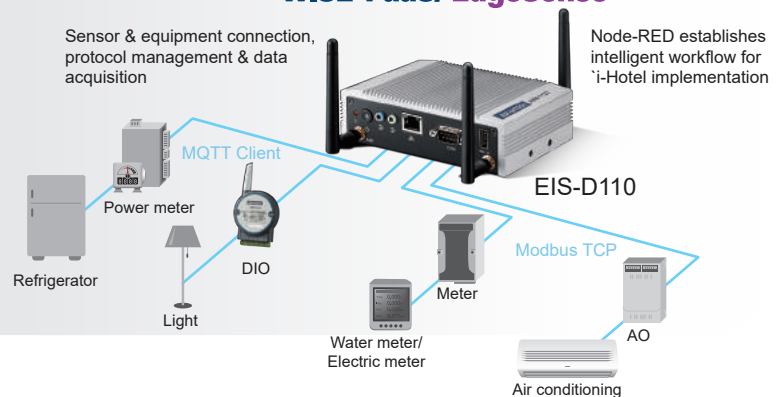 Sensor & equipment connection,
protocol management & data
acquisition
Node-RED establishes
intelligent workflow for
`i-Hotel implementation
MQTT Client
EIS-D110
Power meter
Refrigerator
DIO
Light
Modbus TCP
Meter
Water meter/
Electric meter
AO
Air conditioning